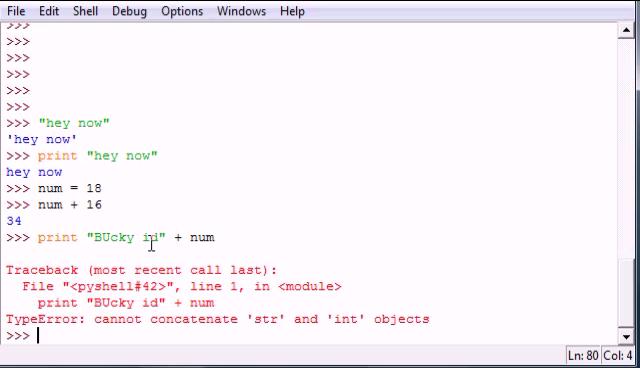 File Edit Shell Debug Options Windows Help
>>>
>>>
>>>
>>>
>>>
>>>
>>> "hey now"
'hey now'
>>> print "hey now"
hey now
>>> num = 18
>>> num + 16
34
>>> print "BUcky id" + num
Traceback (most recent call last):
File "<pyshell#42>", line 1, in <module>
print "BUcky id" + num
TypeError: cannot concatenate 'str' and 'int' objects
>>>
Ln: 80 Col: 4